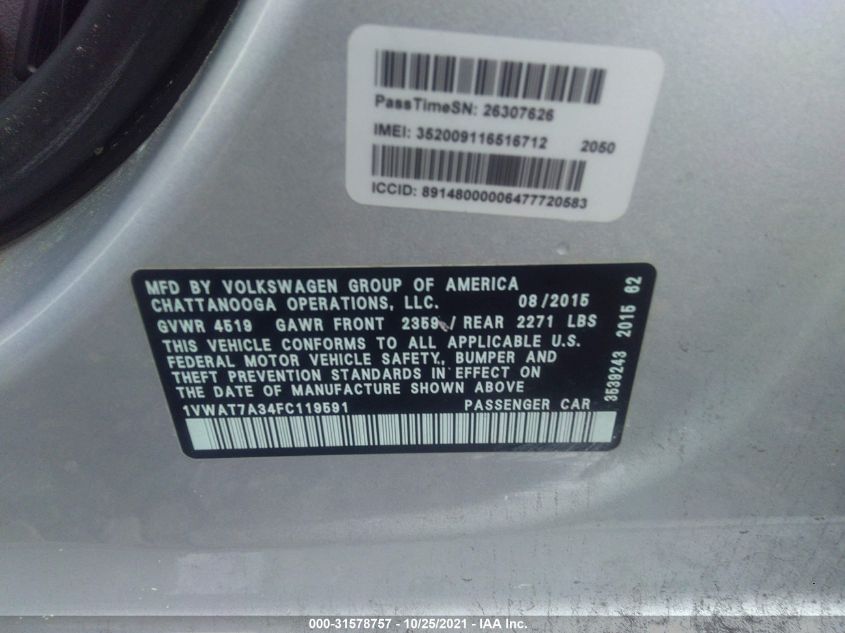 PassTimeSN: 26307626
IMEI: 352009116516712 2050
ICCID: 89148000006477720583
MFD BY VOLKSWAGEN GROUP OF AMERICA
CHATTANOOGA OPERATIONS, LLC. 08/2015
GVWR 4519 GAWR FRONT 2359 / REAR 2271 LBS
THIS VEHICLE CONFORMS TO ALL APPLICABLE U.S.
FEDERAL MOTOR VEHICLE SAFETY, BUMPER AND
THEFT PREVENTION STANDARDS IN EFFECT ON
THE DATE OF MANUFACTURE SHOWN ABOVE
1VWAT7A34FC119591 PASSENGER CAR
3539243 2015 62
000-31578757 - 10/25/2021 - IAA Inc.